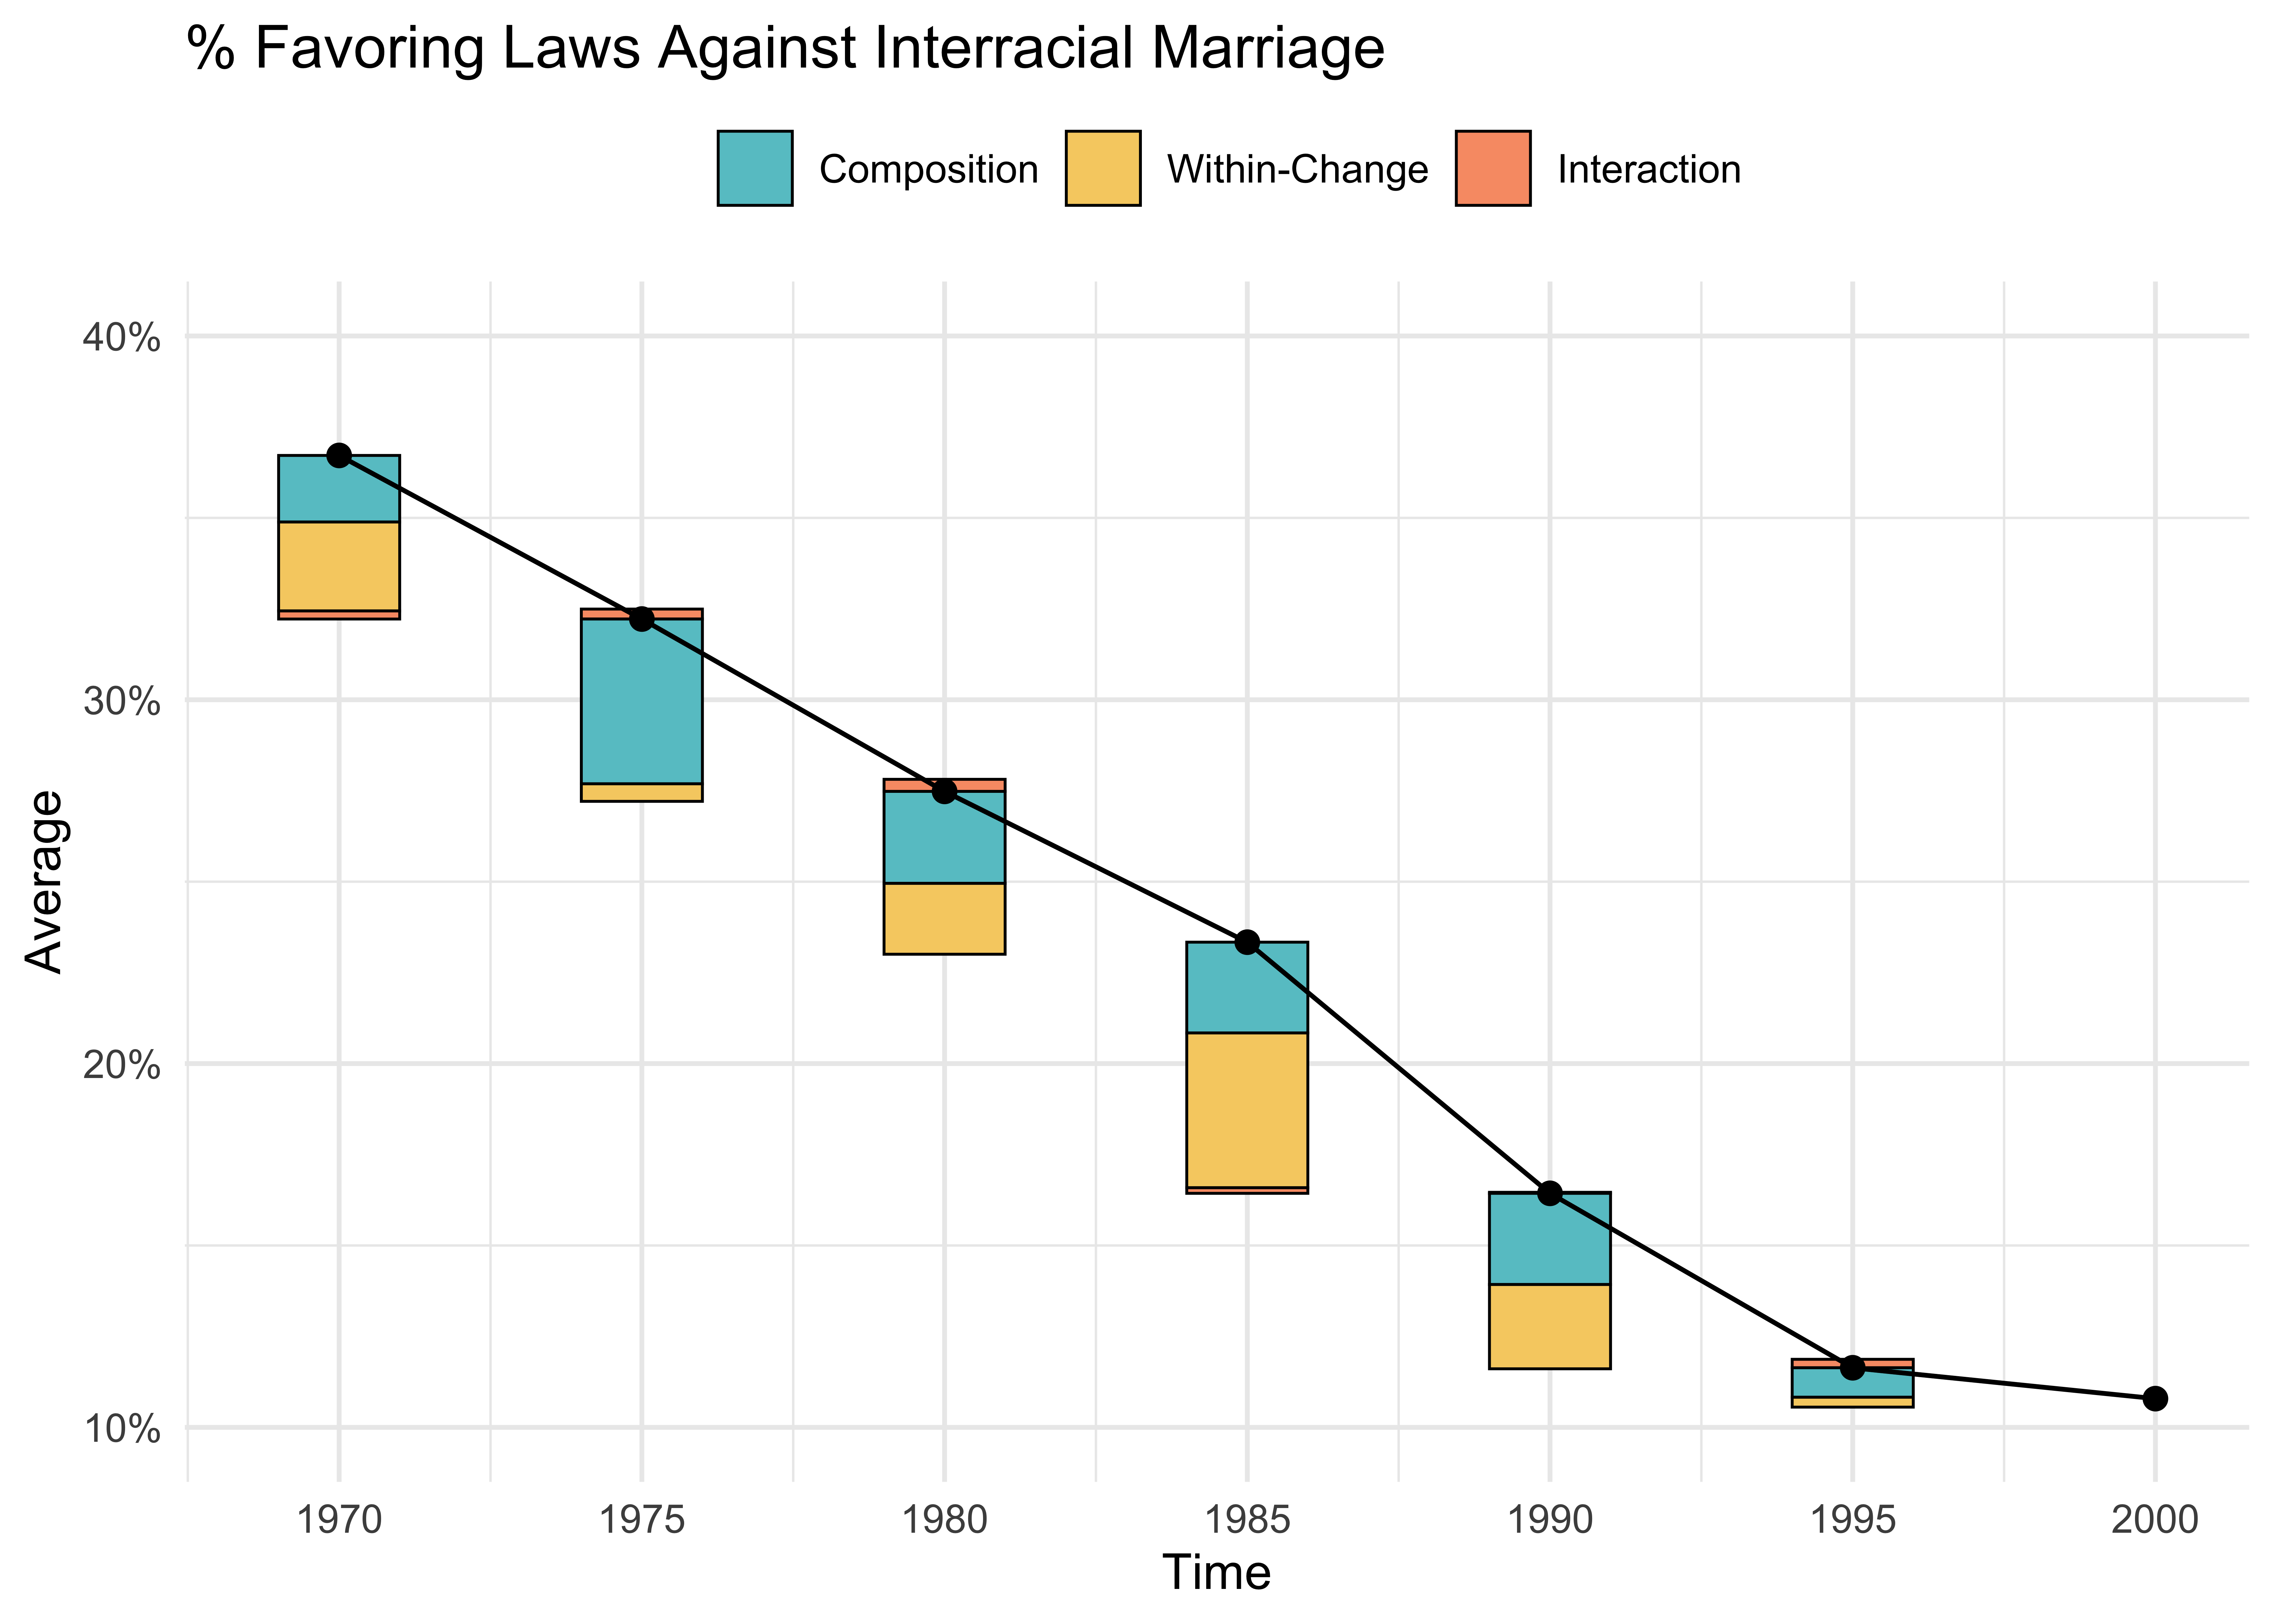 % Favoring Laws Against Interracial Marriage
Composition Within-Change Interaction
40%
30%
20%
10%
Average
1970 1975 1980 1985 1990 1995 2000
Time